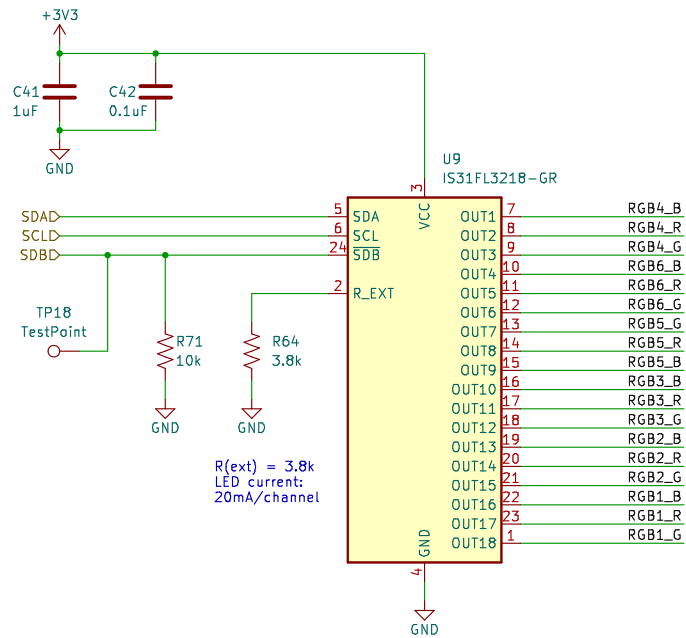 +3V3
C41
1uF
C42
0.1uF
GND
U9
IS31FL3218-GR
3
VCC
SDA
5
SDA
SCL
6
SCL
SDB
24
SDB
2
R_EXT
TP18
TestPoint
R71
10k
R64
3.8k
GND
GND
R(ext) = 3.8k
LED current:
20mA/channel
OUT1 7 RGB4_B
OUT2 8 RGB4_R
OUT3 9 RGB4_G
OUT4 10 RGB6_B
OUT5 11 RGB6_R
OUT6 12 RGB6_G
OUT7 13 RGB5_G
OUT8 14 RGB5_R
OUT9 15 RGB5_B
OUT10 16 RGB3_B
OUT11 17 RGB3_R
OUT12 18 RGB3_G
OUT13 19 RGB2_B
OUT14 20 RGB2_R
OUT15 21 RGB2_G
OUT16 22 RGB1_B
OUT17 23 RGB1_R
OUT18 1 RGB1_G
GND
4
GND